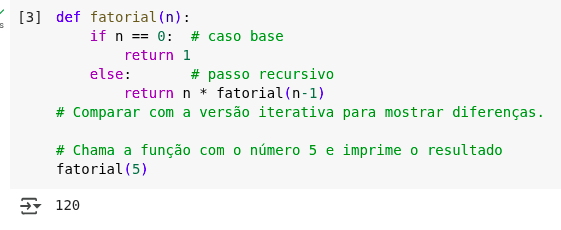 [3] def fatorial(n):
        if n == 0:  # caso base
            return 1
        else:       # passo recursivo
            return n * fatorial(n-1)
    # Comparar com a versão iterativa para mostrar diferenças.
    # Chama a função com o número 5 e imprime o resultado
    fatorial(5)
120